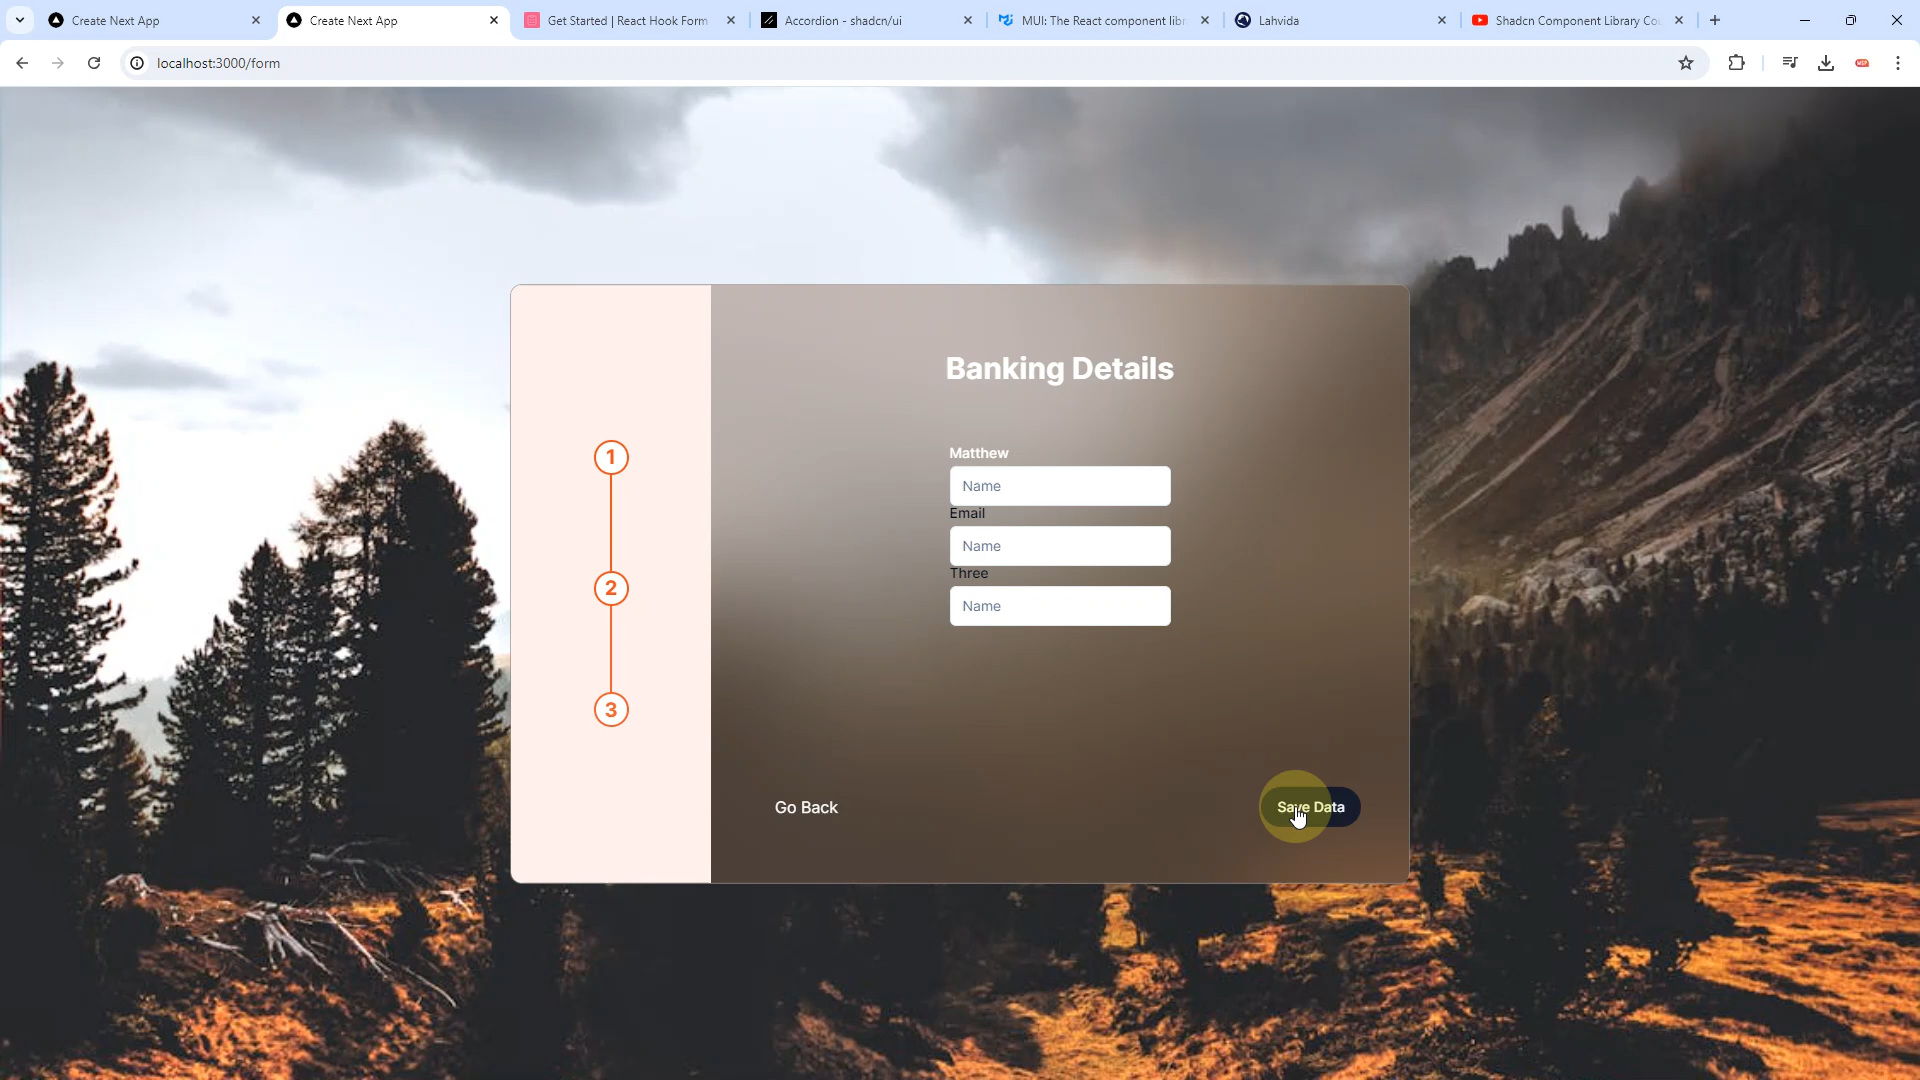 Create Next App
Create Next App
Get Started | React Hook Form
Accordion - shadcn/ui
MUI: The React component lib
Lahvida
Shadcn Component Library Co
localhost:3000/form
Banking Details
Matthew
Name
Email
Name
Three
Name
1
2
3
Go Back
Save Data